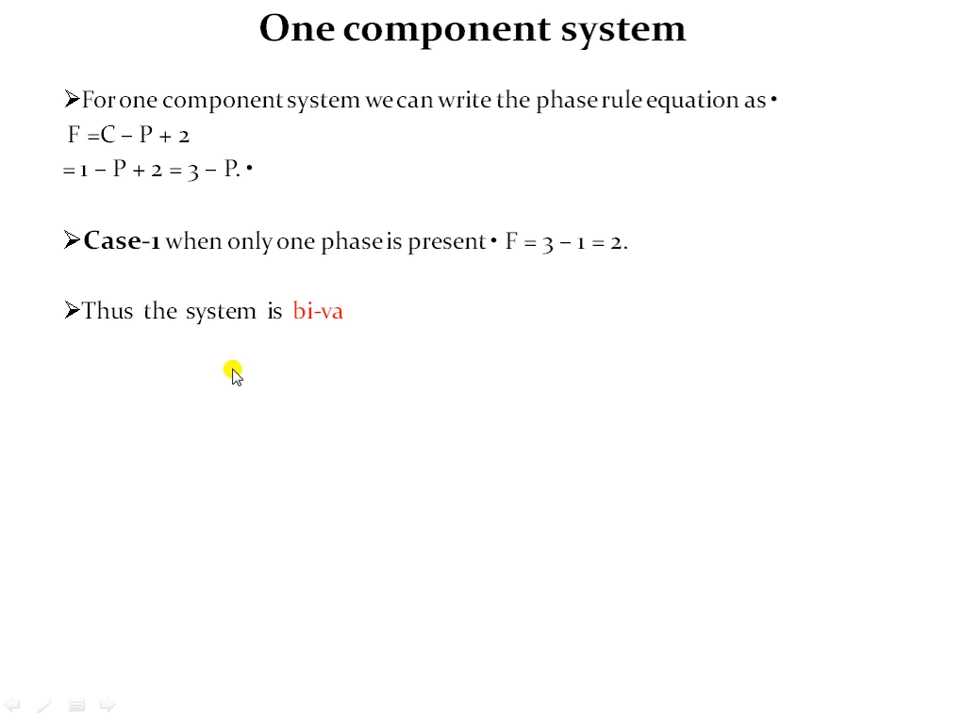 One component system
➢For one component system we can write the phase rule equation as •
F =C – P + 2
= 1 – P + 2 = 3 – P. •
➢Case-1 when only one phase is present • F = 3 – 1 = 2.
➢Thus the system is bi-va